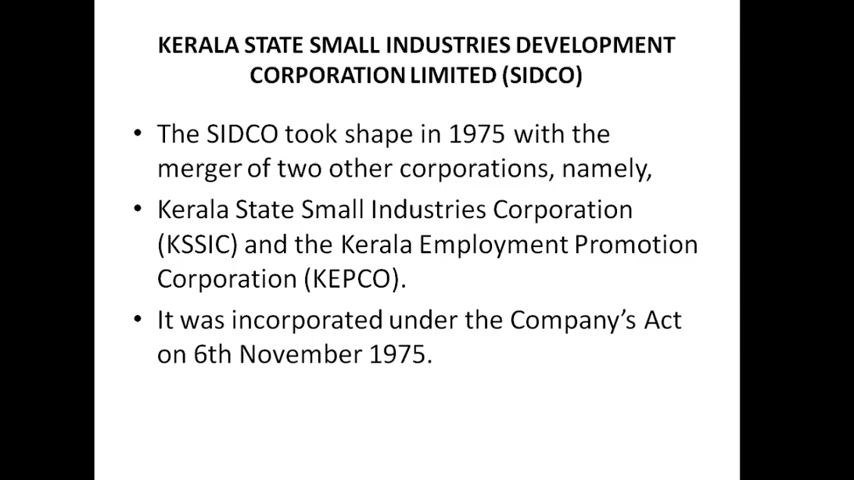 KERALA STATE SMALL INDUSTRIES DEVELOPMENT
CORPORATION LIMITED (SIDCO)
• The SIDCO took shape in 1975 with the
merger of two other corporations, namely,
• Kerala State Small Industries Corporation
(KSSIC) and the Kerala Employment Promotion
Corporation (KEPCO).
• It was incorporated under the Company’s Act
on 6th November 1975.